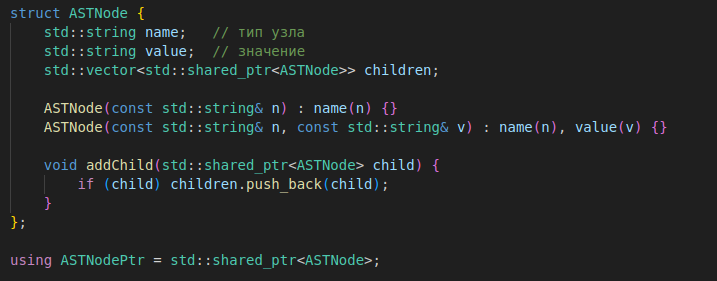 struct ASTNode {
    std::string name;   // тип узла
    std::string value;  // значение
    std::vector<std::shared_ptr<ASTNode>> children;

    ASTNode(const std::string& n) : name(n) {}
    ASTNode(const std::string& n, const std::string& v) : name(n), value(v) {}

    void addChild(std::shared_ptr<ASTNode> child) {
        if (child) children.push_back(child);
    }
};

using ASTNodePtr = std::shared_ptr<ASTNode>;